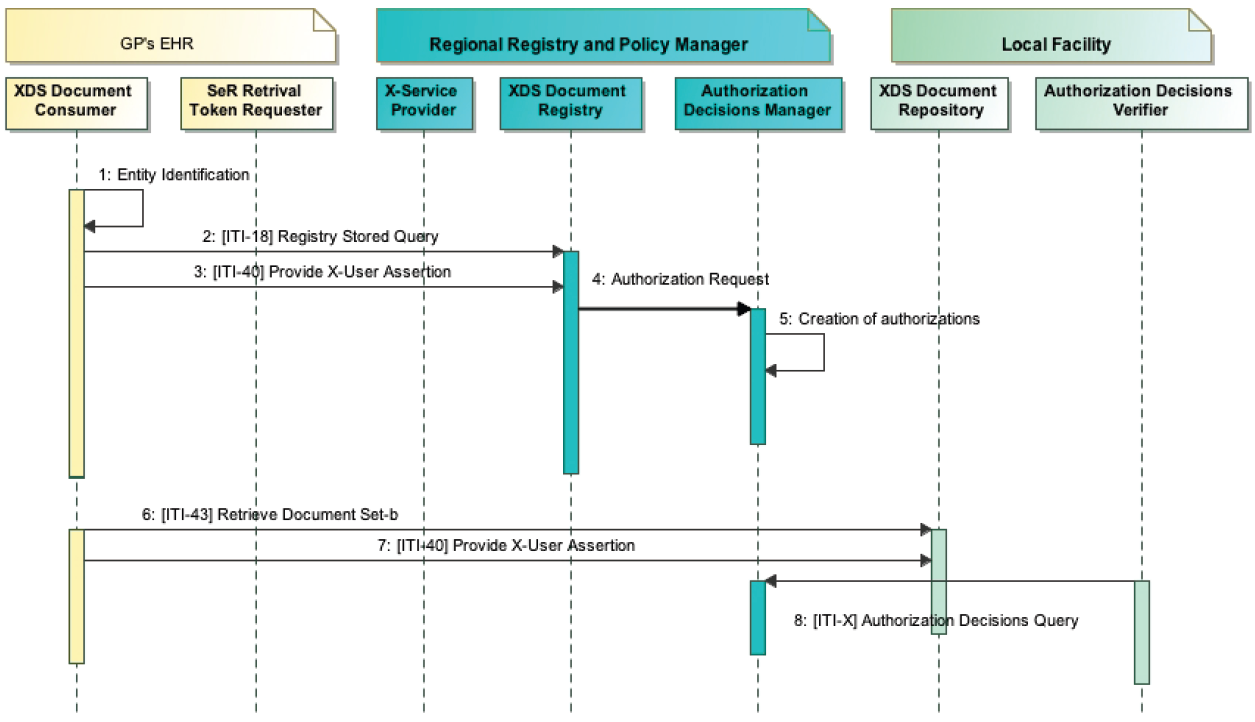 GP's EHR
Regional Registry and Policy Manager
Local Facility
XDS Document
Consumer
SeR Retrival
Token Requester
X-Service
Provider
XDS Document
Registry
Authorization
Decisions Manager
XDS Document
Repository
Authorization Decisions
Verifier
1: Entity Identification
2: [ITI-18] Registry Stored Query
3: [ITI-40] Provide X-User Assertion
4: Authorization Request
5: Creation of authorizations
6: [ITI-43] Retrieve Document Set-b
7: [ITI-40] Provide X-User Assertion
8: [ITI-X] Authorization Decisions Query